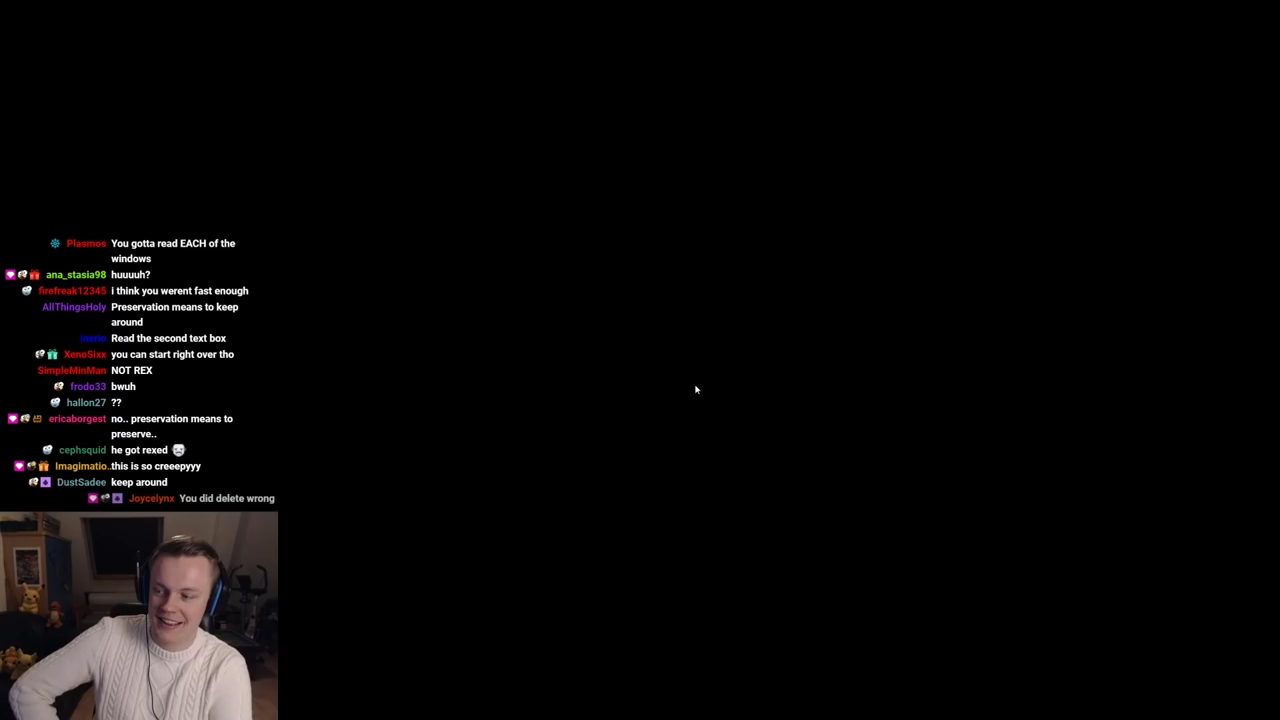 Plasmos You gotta read EACH of the
windows
ana_stasia98 huuuuh?
firefreak12345 i think you werent fast enough
AllThingsHoly Preservation means to keep
around
Read the second text box
XenoSixx you can start right over tho
SimpleMinMan NOT REX
frodo33 bwuh
hallon27 ??
ericaborgest no.. preservation means to
preserve..
cephsquid he got rexed
Imagimatio.. this is so creeepyyy
DustSadee keep around
Joycelynx You did delete wrong